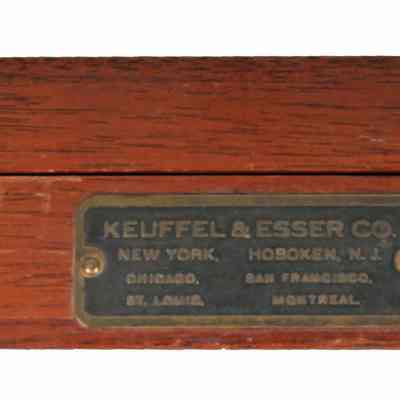 KEUFFEL & ESSER CO.
NEW YORK, HOBOKEN, N. J.
CHICAGO, SAN FRANCISCO,
ST. LOUIS, MONTREAL.